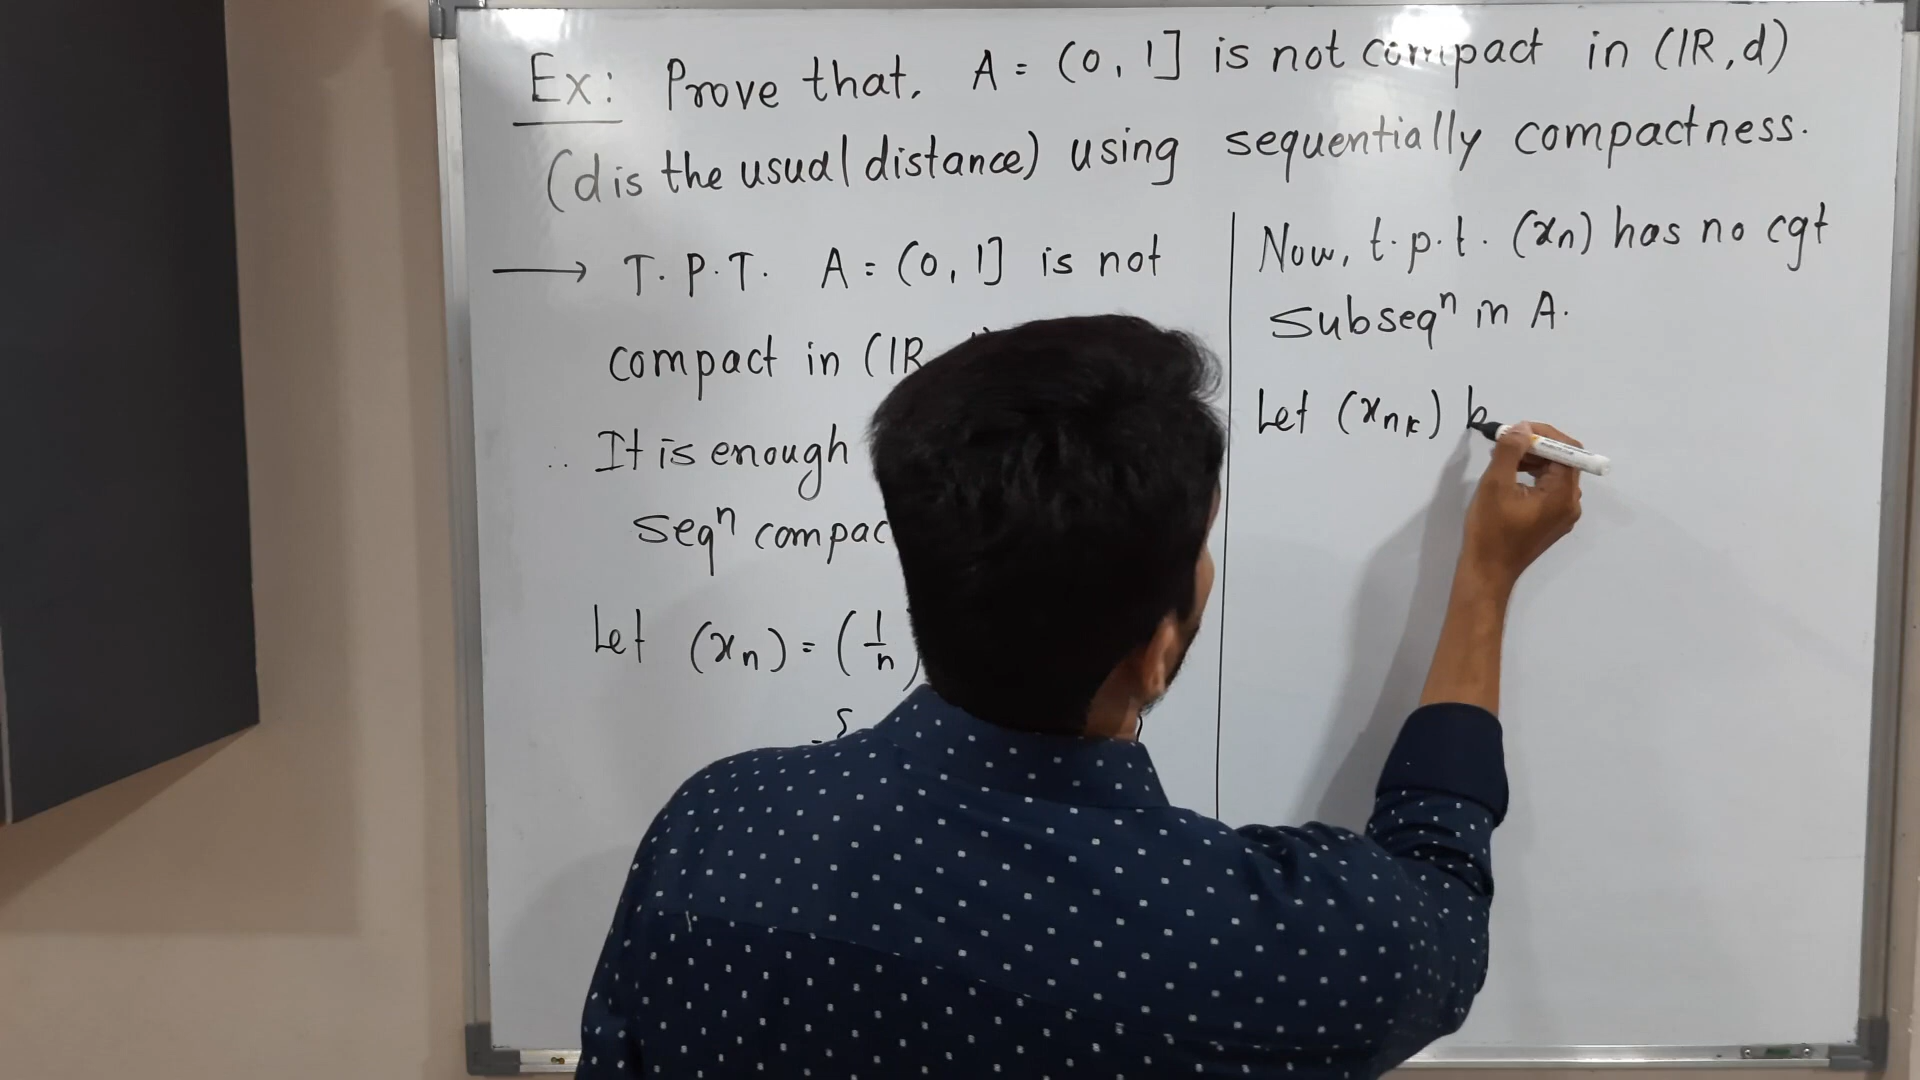 Ex: Prove that, A = (0, 1] is not compact in (IR, d)
(d is the usual distance) using sequentially compactness.
→ T. P. T. A = (0, 1] is not
compact in (IR
It is enough
seqⁿ compac
Let (xₙ) = (1/n)
= {
Now, t. p. t. (xₙ) has no cgt
subseqⁿ in A.
Let (xₙₖ) b